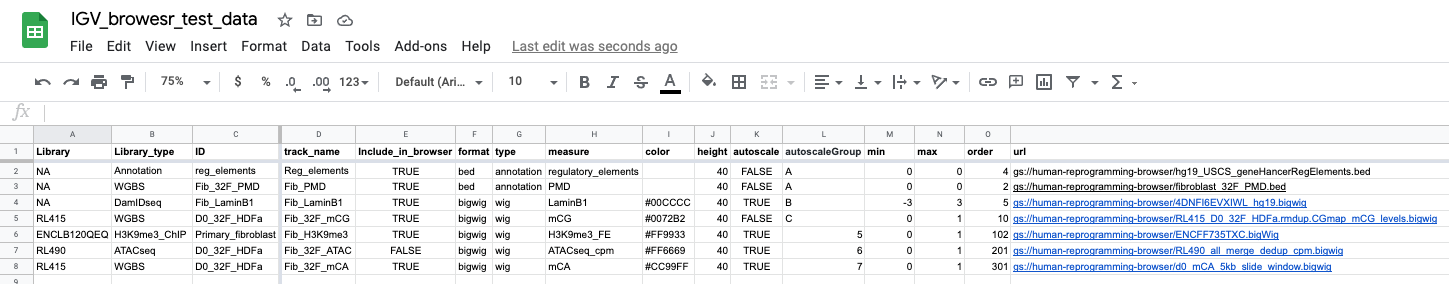 IGV_browesr_test_data
File Edit View Insert Format Data Tools Add-ons Help Last edit was seconds ago
75% $ % .0 .00 123 Default (Ari... 10 B I S A
fx
A B C D E F G H I J K L M N O
1 Library Library_type ID track_name Include_in_browser format type measure color height autoscale autoscaleGroup min max order url
2 NA Annotation reg_elements Reg_elements TRUE bed annotation regulatory_elements 40 FALSE A 0 0 4 gs://human-reprogramming-browser/hg19_USCS_geneHancerRegElements.bed
3 NA WGBS Fib_32F_PMD Fib_PMD TRUE bed annotation PMD 40 FALSE A 0 0 2 gs://human-reprogramming-browser/fibroblast_32F_PMD.bed
4 NA DamIDseq Fib_LaminB1 Fib_LaminB1 TRUE bigwig wig LaminB1 #00CCCC 40 TRUE B -3 3 5 gs://human-reprogramming-browser/4DNFI6EVXIWL_hg19.bigwig
5 RL415 WGBS D0_32F_HDFa Fib_32F_mCG TRUE bigwig wig mCG #0072B2 40 FALSE C 0 1 10 gs://human-reprogramming-browser/RL415_D0_32F_HDFa.rmdup.CGmap_mCG_levels.bigwig
6 ENCLB120QEQ H3K9me3_ChIP Primary_fibroblast Fib_H3K9me3 TRUE bigwig wig H3K9me3_FE #FF9933 40 TRUE 5 0 1 102 gs://human-reprogramming-browser/ENCFF735TXC.bigWig
7 RL490 ATACseq D0_32F_HDFa Fib_32F_ATAC FALSE bigwig wig ATACseq_cpm #FF6669 40 TRUE 6 0 1 201 gs://human-reprogramming-browser/RL490_all_merge_dedup_cpm.bigwig
8 RL415 WGBS D0_32F_HDFa Fib_32F_mCA TRUE bigwig wig mCA #CC99FF 40 TRUE 7 0 1 301 gs://human-reprogramming-browser/d0_mCA_5kb_slide_window.bigwig
9